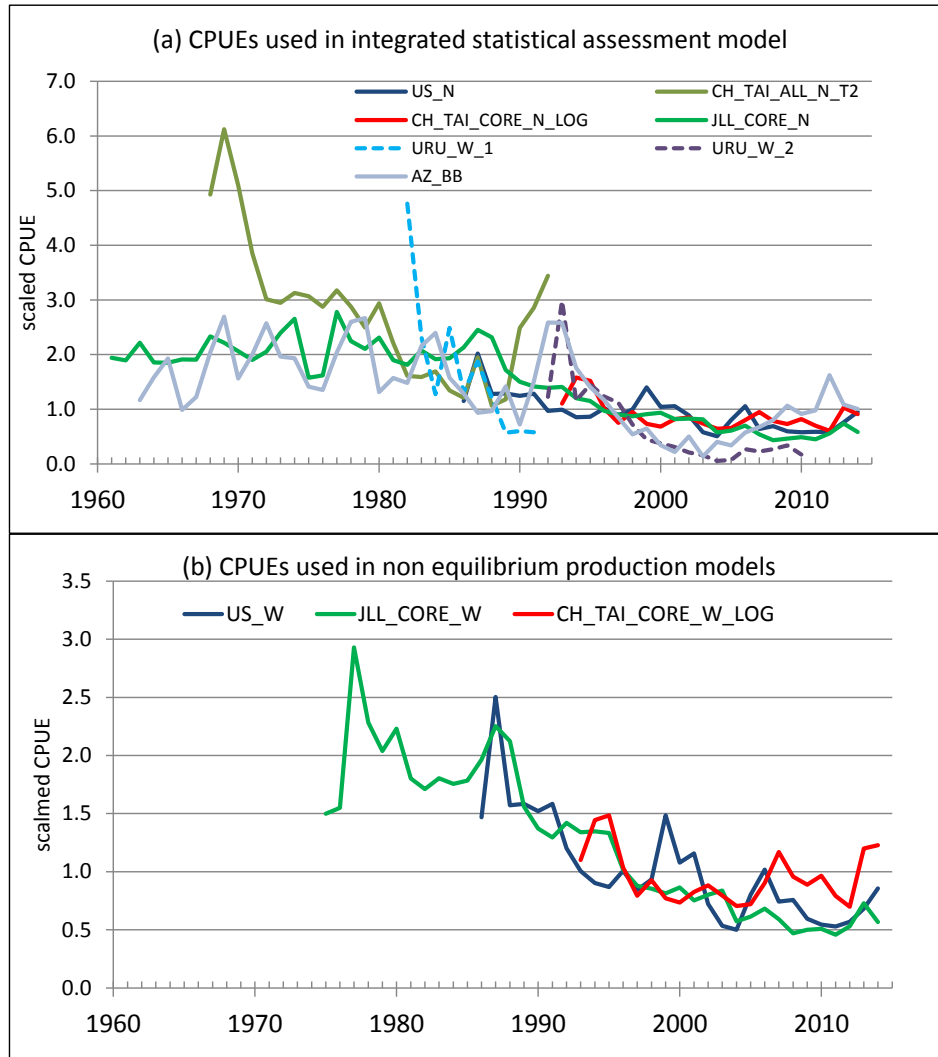 (a) CPUEs used in integrated statistical assessment model
7.0
6.0
5.0
4.0
3.0
2.0
1.0
0.0
scaled CPUE
US_N
CH_TAI_ALL_N_T2
CH_TAI_CORE_N_LOG
JLL_CORE_N
URU_W_1
URU_W_2
AZ_BB
1960 1970 1980 1990 2000 2010
(b) CPUEs used in non equilibrium production models
3.5
3.0
2.5
2.0
1.5
1.0
0.5
0.0
scalmed CPUE
US_W JLL_CORE_W CH_TAI_CORE_W_LOG
1960 1970 1980 1990 2000 2010